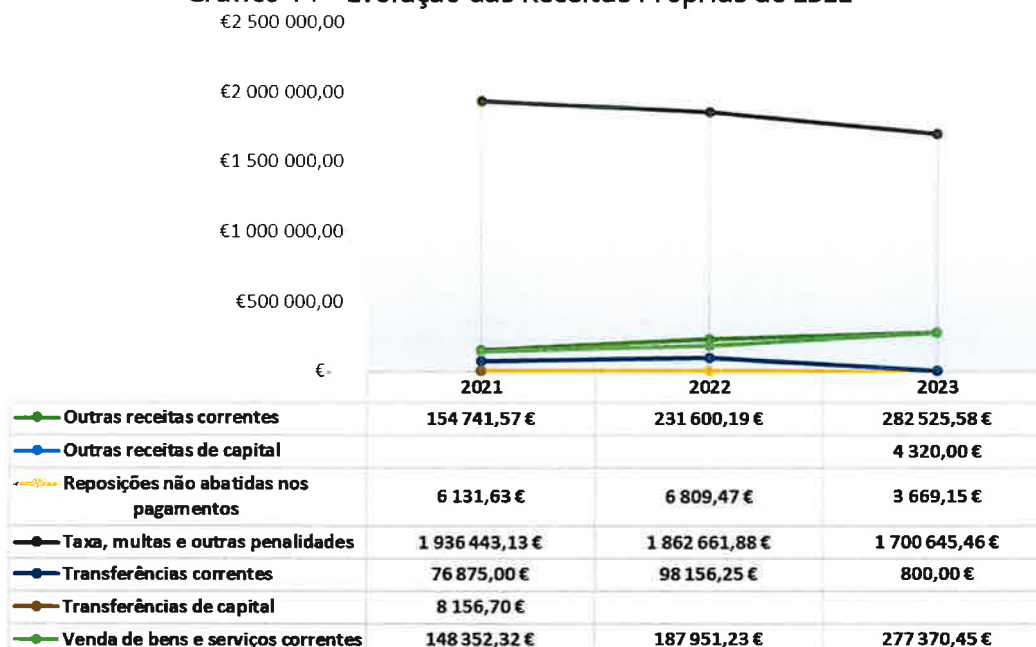 €2 500 000,00
€2 000 000,00
€1 500 000,00
€1 000 000,00
€500 000,00
€-
2021 2022 2023
Outras receitas correntes 154 741,57 € 231 600,19 € 282 525,58 €
Outras receitas de capital 4 320,00 €
Reposições não abatidas nos
pagamentos 6 131,63 € 6 809,47 € 3 669,15 €
Taxa, multas e outras penalidades 1 936 443,13 € 1 862 661,88 € 1 700 645,46 €
Transferências correntes 76 875,00 € 98 156,25 € 800,00 €
Transferências de capital 8 156,70 €
Venda de bens e serviços correntes 148 352,32 € 187 951,23 € 277 370,45 €